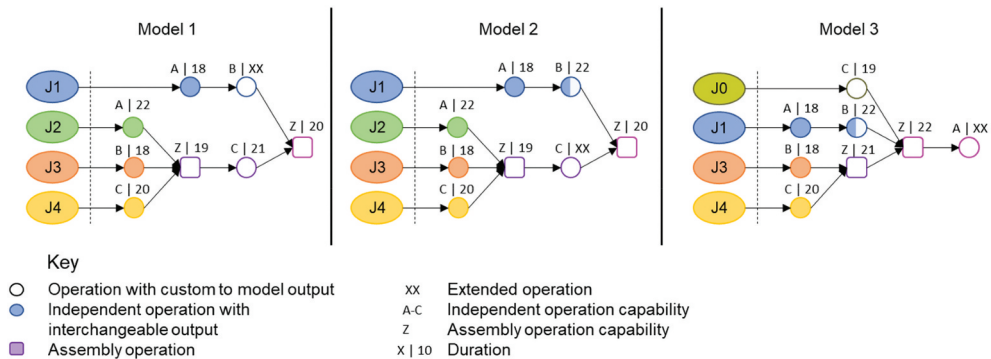 Model 1
Model 2
Model 3
J1
A | 18
B | XX
J2
A | 22
Z | 20
J3
B | 18
Z | 19
C | 21
J4
C | 20
J1
A | 18
B | 22
J2
A | 22
Z | 20
J3
B | 18
Z | 19
C | XX
J4
C | 20
J0
C | 19
J1
A | 18
B | 22
Z | 22
A | XX
J3
B | 18
Z | 21
J4
C | 20
Key
Operation with custom to model output
Independent operation with
interchangeable output
Assembly operation
XX Extended operation
A-C Independent operation capability
Z Assembly operation capability
X | 10 Duration